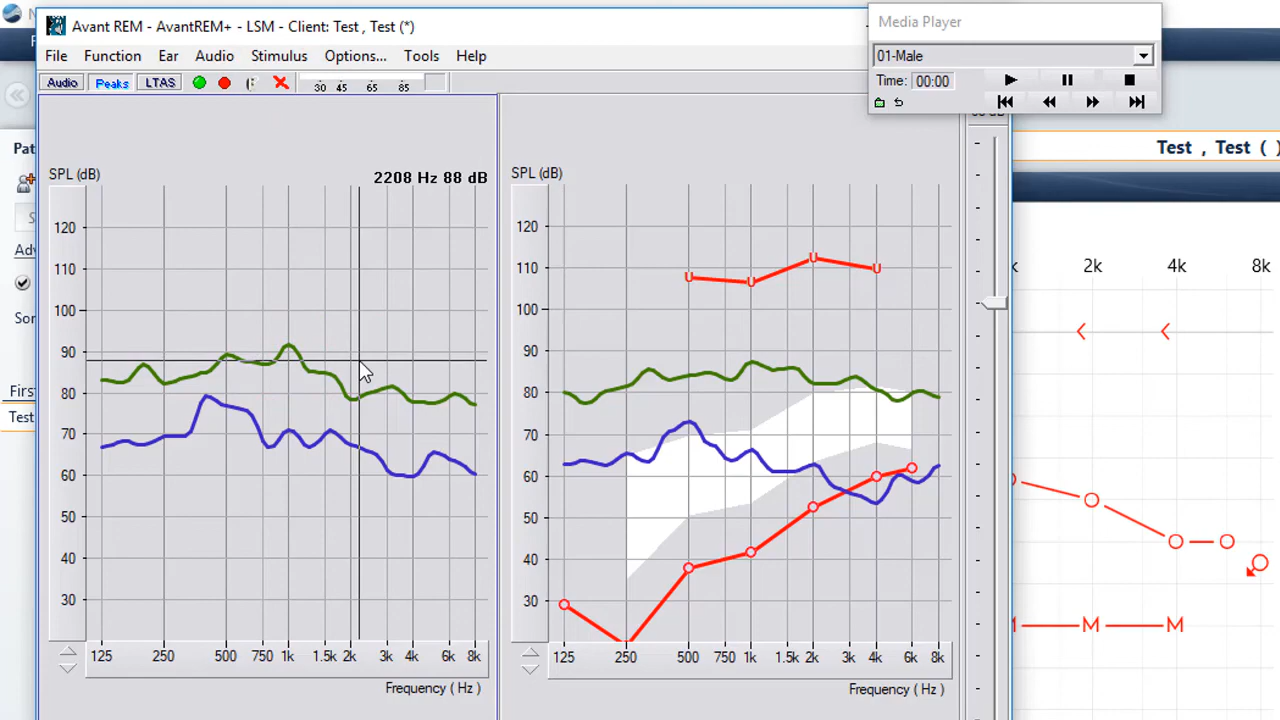 N
Avant REM - AvantREM+ - LSM - Client: Test , Test (*)
Media Player
File Function Ear Audio Stimulus Options... Tools Help
01-Male
Audio Peaks LTAS
30 45 65 85
Time: 00:00
Test , Test ( )
Pat
S
Adv
Sor
First
Test
SPL (dB)
2208 Hz 88 dB
120
110
100
90
80
70
60
50
40
30
125 250 500 750 1k 1.5k 2k 3k 4k 6k 8k
Frequency ( Hz )
SPL (dB)
120
110
100
90
80
70
60
50
40
30
U U U U
125 250 500 750 1k 1.5k 2k 3k 4k 6k 8k
Frequency ( Hz )
k 2k 4k 8k
M M